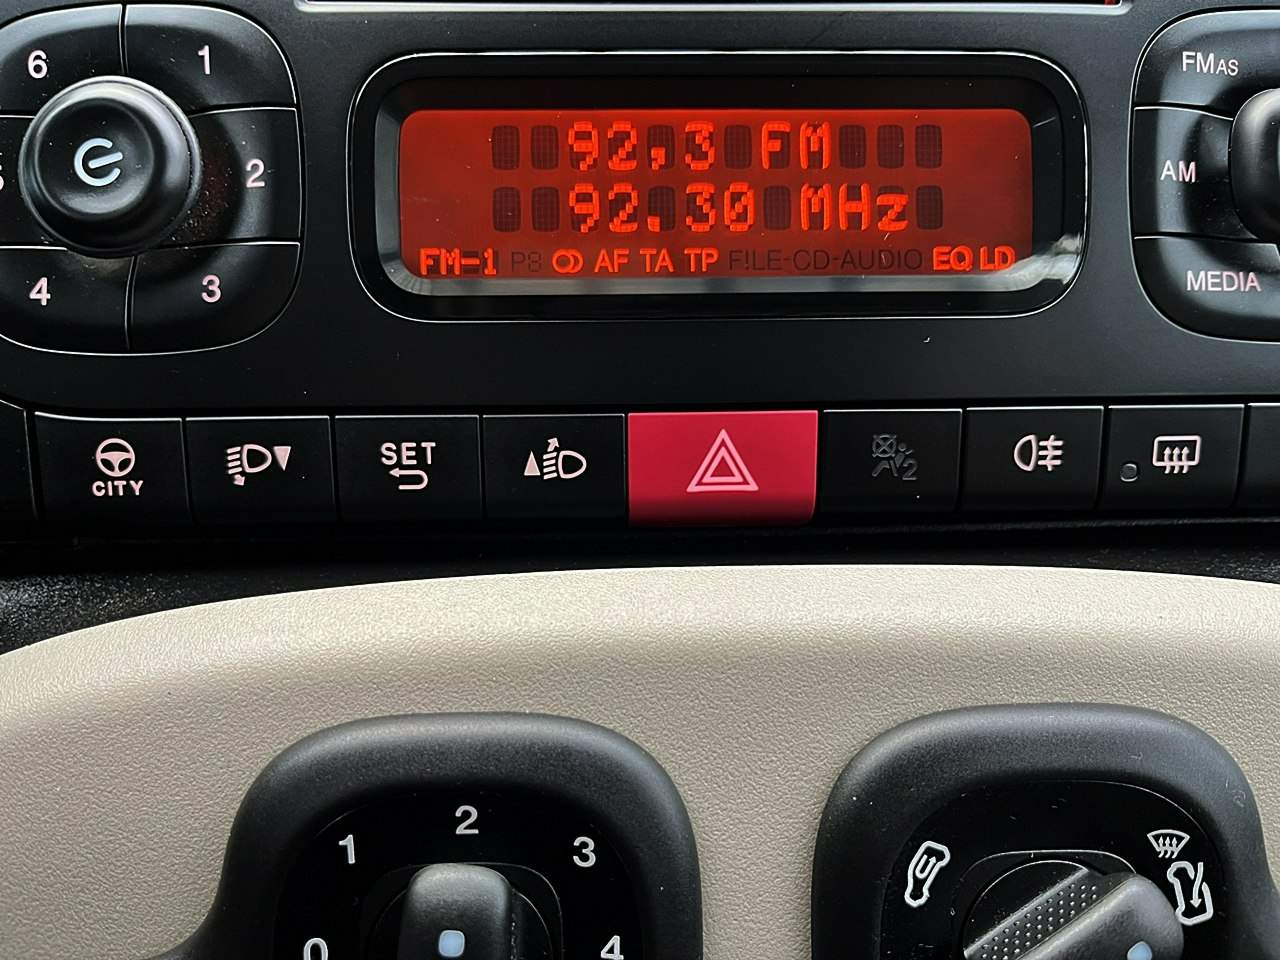 6 1
92,3 FM
FMAS
2
AM
92.30 MHz
FM-1 P8 AF TA TP FILE-CD-AUDIO EQ LD
4 3
MEDIA
SET
CITY
2
2
1 3
0 4